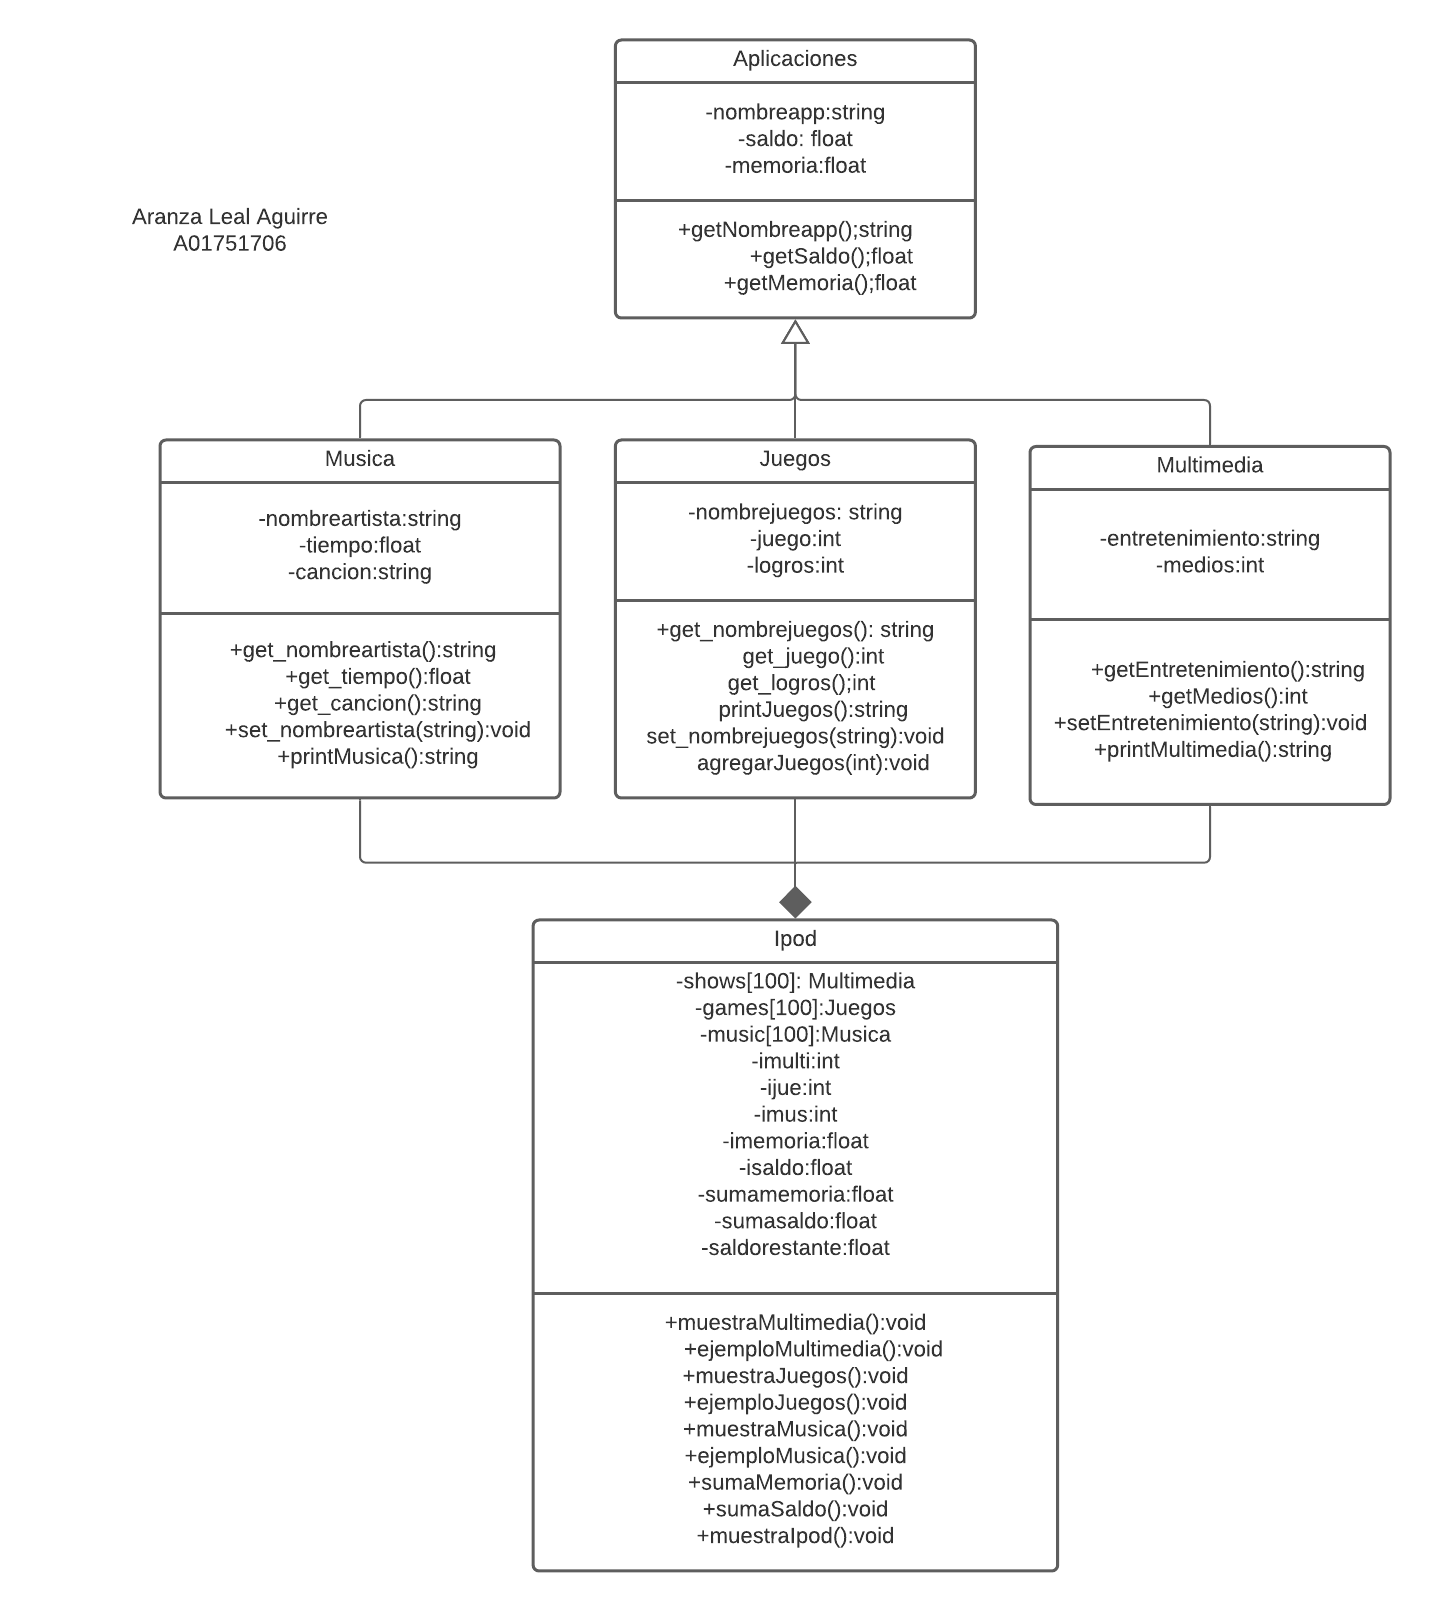 Aplicaciones
-nombreapp:string
-saldo: float
-memoria:float
+getNombreapp();string
+getSaldo();float
+getMemoria();float
Aranza Leal Aguirre
A01751706
Musica
-nombreartista:string
-tiempo:float
-cancion:string
+get_nombreartista():string
+get_tiempo():float
+get_cancion():string
+set_nombreartista(string):void
+printMusica():string
Juegos
-nombrejuegos: string
-juego:int
-logros:int
+get_nombrejuegos(): string
get_juego():int
get_logros();int
printJuegos():string
set_nombrejuegos(string):void
agregarJuegos(int):void
Multimedia
-entretenimiento:string
-medios:int
+getEntretenimiento():string
+getMedios():int
+setEntretenimiento(string):void
+printMultimedia():string
Ipod
-shows[100]: Multimedia
-games[100]:Juegos
-music[100]:Musica
-imulti:int
-ijue:int
-imus:int
-imemoria:float
-isaldo:float
-sumamemoria:float
-sumasaldo:float
-saldorestante:float
+muestraMultimedia():void
+ejemploMultimedia():void
+muestraJuegos():void
+ejemploJuegos():void
+muestraMusica():void
+ejemploMusica():void
+sumaMemoria():void
+sumaSaldo():void
+muestraIpod():void